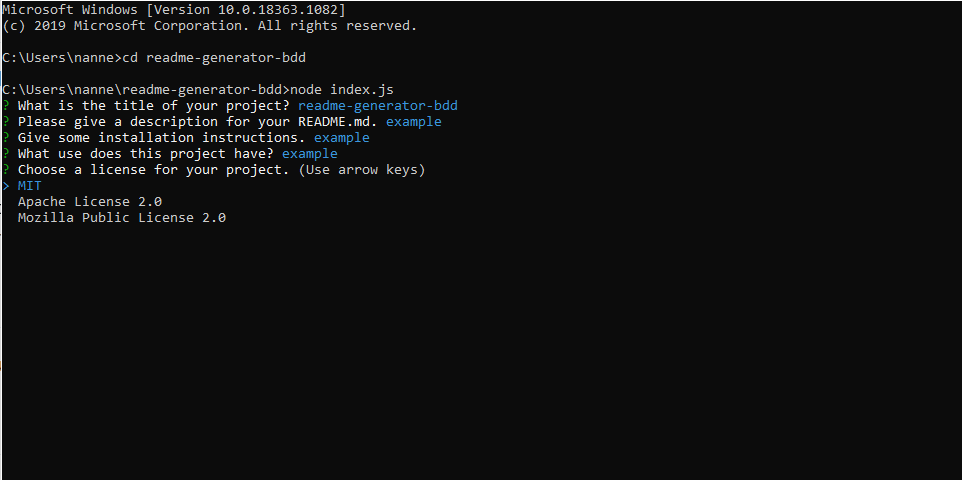 Microsoft Windows [Version 10.0.18363.1082]
(c) 2019 Microsoft Corporation. All rights reserved.
C:\Users\nanne>cd readme-generator-bdd
C:\Users\nanne\readme-generator-bdd>node index.js
? What is the title of your project? readme-generator-bdd
? Please give a description for your README.md. example
? Give some installation instructions. example
? What use does this project have? example
? Choose a license for your project. (Use arrow keys)
> MIT
Apache License 2.0
Mozilla Public License 2.0